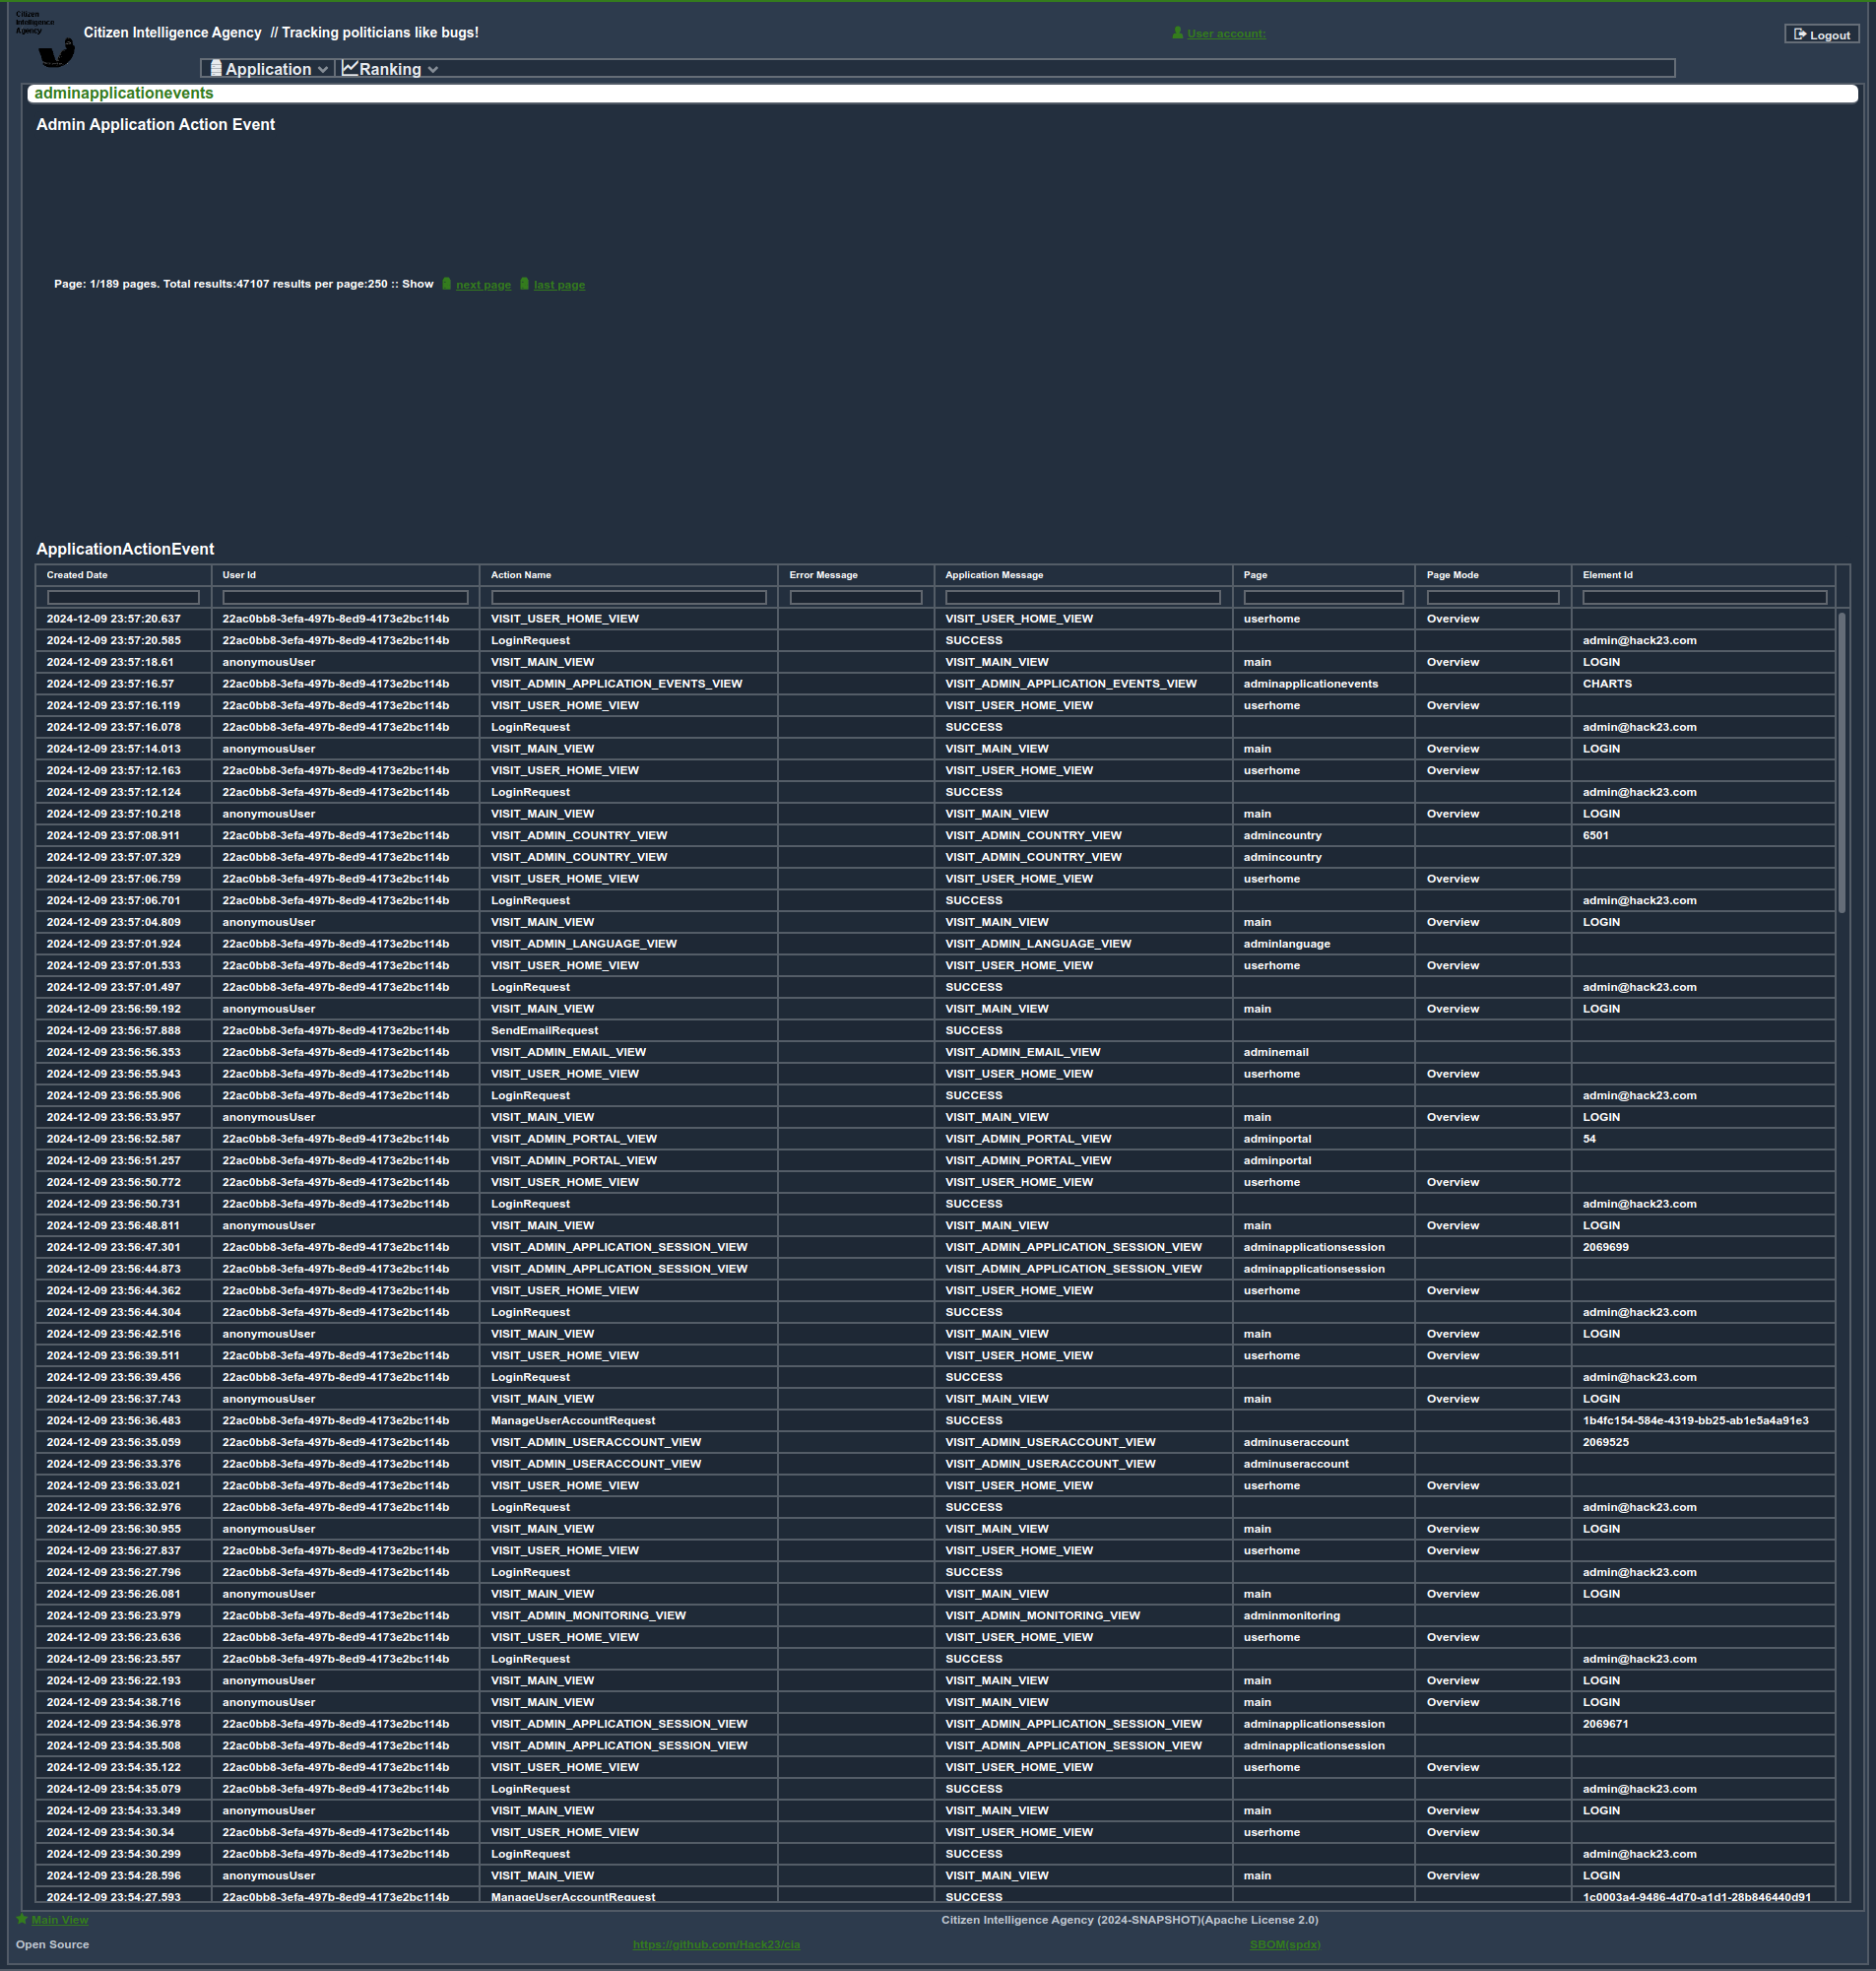 Citizen
Intelligence
Agency
Citizen Intelligence Agency // Tracking politicians like bugs!
User account:
Logout
Application Ranking
adminapplicationevents
Admin Application Action Event
Page: 1/189 pages. Total results:47107 results per page:250 :: Show next page last page
ApplicationActionEvent
Created Date User Id Action Name Error Message Application Message Page Page Mode Element Id
2024-12-09 23:57:20.637 22ac0bb8-3efa-497b-8ed9-4173e2bc114b VISIT_USER_HOME_VIEW VISIT_USER_HOME_VIEW userhome Overview
2024-12-09 23:57:20.585 22ac0bb8-3efa-497b-8ed9-4173e2bc114b LoginRequest SUCCESS admin@hack23.com
2024-12-09 23:57:18.61 anonymousUser VISIT_MAIN_VIEW VISIT_MAIN_VIEW main Overview LOGIN
2024-12-09 23:57:16.57 22ac0bb8-3efa-497b-8ed9-4173e2bc114b VISIT_ADMIN_APPLICATION_EVENTS_VIEW VISIT_ADMIN_APPLICATION_EVENTS_VIEW adminapplicationevents CHARTS
2024-12-09 23:57:16.119 22ac0bb8-3efa-497b-8ed9-4173e2bc114b VISIT_USER_HOME_VIEW VISIT_USER_HOME_VIEW userhome Overview
2024-12-09 23:57:16.078 22ac0bb8-3efa-497b-8ed9-4173e2bc114b LoginRequest SUCCESS admin@hack23.com
2024-12-09 23:57:14.013 anonymousUser VISIT_MAIN_VIEW VISIT_MAIN_VIEW main Overview LOGIN
2024-12-09 23:57:12.163 22ac0bb8-3efa-497b-8ed9-4173e2bc114b VISIT_USER_HOME_VIEW VISIT_USER_HOME_VIEW userhome Overview
2024-12-09 23:57:12.124 22ac0bb8-3efa-497b-8ed9-4173e2bc114b LoginRequest SUCCESS admin@hack23.com
2024-12-09 23:57:10.218 anonymousUser VISIT_MAIN_VIEW VISIT_MAIN_VIEW main Overview LOGIN
2024-12-09 23:57:08.911 22ac0bb8-3efa-497b-8ed9-4173e2bc114b VISIT_ADMIN_COUNTRY_VIEW VISIT_ADMIN_COUNTRY_VIEW admincountry 6501
2024-12-09 23:57:07.329 22ac0bb8-3efa-497b-8ed9-4173e2bc114b VISIT_ADMIN_COUNTRY_VIEW VISIT_ADMIN_COUNTRY_VIEW admincountry
2024-12-09 23:57:06.759 22ac0bb8-3efa-497b-8ed9-4173e2bc114b VISIT_USER_HOME_VIEW VISIT_USER_HOME_VIEW userhome Overview
2024-12-09 23:57:06.701 22ac0bb8-3efa-497b-8ed9-4173e2bc114b LoginRequest SUCCESS admin@hack23.com
2024-12-09 23:57:04.809 anonymousUser VISIT_MAIN_VIEW VISIT_MAIN_VIEW main Overview LOGIN
2024-12-09 23:57:01.924 22ac0bb8-3efa-497b-8ed9-4173e2bc114b VISIT_ADMIN_LANGUAGE_VIEW VISIT_ADMIN_LANGUAGE_VIEW adminlanguage
2024-12-09 23:57:01.533 22ac0bb8-3efa-497b-8ed9-4173e2bc114b VISIT_USER_HOME_VIEW VISIT_USER_HOME_VIEW userhome Overview
2024-12-09 23:57:01.497 22ac0bb8-3efa-497b-8ed9-4173e2bc114b LoginRequest SUCCESS admin@hack23.com
2024-12-09 23:56:59.192 anonymousUser VISIT_MAIN_VIEW VISIT_MAIN_VIEW main Overview LOGIN
2024-12-09 23:56:57.888 22ac0bb8-3efa-497b-8ed9-4173e2bc114b SendEmailRequest SUCCESS
2024-12-09 23:56:56.353 22ac0bb8-3efa-497b-8ed9-4173e2bc114b VISIT_ADMIN_EMAIL_VIEW VISIT_ADMIN_EMAIL_VIEW adminemail
2024-12-09 23:56:55.943 22ac0bb8-3efa-497b-8ed9-4173e2bc114b VISIT_USER_HOME_VIEW VISIT_USER_HOME_VIEW userhome Overview
2024-12-09 23:56:55.906 22ac0bb8-3efa-497b-8ed9-4173e2bc114b LoginRequest SUCCESS admin@hack23.com
2024-12-09 23:56:53.957 anonymousUser VISIT_MAIN_VIEW VISIT_MAIN_VIEW main Overview LOGIN
2024-12-09 23:56:52.587 22ac0bb8-3efa-497b-8ed9-4173e2bc114b VISIT_ADMIN_PORTAL_VIEW VISIT_ADMIN_PORTAL_VIEW adminportal 54
2024-12-09 23:56:51.257 22ac0bb8-3efa-497b-8ed9-4173e2bc114b VISIT_ADMIN_PORTAL_VIEW VISIT_ADMIN_PORTAL_VIEW adminportal
2024-12-09 23:56:50.772 22ac0bb8-3efa-497b-8ed9-4173e2bc114b VISIT_USER_HOME_VIEW VISIT_USER_HOME_VIEW userhome Overview
2024-12-09 23:56:50.731 22ac0bb8-3efa-497b-8ed9-4173e2bc114b LoginRequest SUCCESS admin@hack23.com
2024-12-09 23:56:48.811 anonymousUser VISIT_MAIN_VIEW VISIT_MAIN_VIEW main Overview LOGIN
2024-12-09 23:56:47.301 22ac0bb8-3efa-497b-8ed9-4173e2bc114b VISIT_ADMIN_APPLICATION_SESSION_VIEW VISIT_ADMIN_APPLICATION_SESSION_VIEW adminapplicationsession 2069699
2024-12-09 23:56:44.873 22ac0bb8-3efa-497b-8ed9-4173e2bc114b VISIT_ADMIN_APPLICATION_SESSION_VIEW VISIT_ADMIN_APPLICATION_SESSION_VIEW adminapplicationsession
2024-12-09 23:56:44.362 22ac0bb8-3efa-497b-8ed9-4173e2bc114b VISIT_USER_HOME_VIEW VISIT_USER_HOME_VIEW userhome Overview
2024-12-09 23:56:44.304 22ac0bb8-3efa-497b-8ed9-4173e2bc114b LoginRequest SUCCESS admin@hack23.com
2024-12-09 23:56:42.516 anonymousUser VISIT_MAIN_VIEW VISIT_MAIN_VIEW main Overview LOGIN
2024-12-09 23:56:39.511 22ac0bb8-3efa-497b-8ed9-4173e2bc114b VISIT_USER_HOME_VIEW VISIT_USER_HOME_VIEW userhome Overview
2024-12-09 23:56:39.456 22ac0bb8-3efa-497b-8ed9-4173e2bc114b LoginRequest SUCCESS admin@hack23.com
2024-12-09 23:56:37.743 anonymousUser VISIT_MAIN_VIEW VISIT_MAIN_VIEW main Overview LOGIN
2024-12-09 23:56:36.483 22ac0bb8-3efa-497b-8ed9-4173e2bc114b ManageUserAccountRequest SUCCESS 1b4fc154-584e-4319-bb25-ab1e5a4a91e3
2024-12-09 23:56:35.059 22ac0bb8-3efa-497b-8ed9-4173e2bc114b VISIT_ADMIN_USERACCOUNT_VIEW VISIT_ADMIN_USERACCOUNT_VIEW adminuseraccount 2069525
2024-12-09 23:56:33.376 22ac0bb8-3efa-497b-8ed9-4173e2bc114b VISIT_ADMIN_USERACCOUNT_VIEW VISIT_ADMIN_USERACCOUNT_VIEW adminuseraccount
2024-12-09 23:56:33.021 22ac0bb8-3efa-497b-8ed9-4173e2bc114b VISIT_USER_HOME_VIEW VISIT_USER_HOME_VIEW userhome Overview
2024-12-09 23:56:32.976 22ac0bb8-3efa-497b-8ed9-4173e2bc114b LoginRequest SUCCESS admin@hack23.com
2024-12-09 23:56:30.955 anonymousUser VISIT_MAIN_VIEW VISIT_MAIN_VIEW main Overview LOGIN
2024-12-09 23:56:27.837 22ac0bb8-3efa-497b-8ed9-4173e2bc114b VISIT_USER_HOME_VIEW VISIT_USER_HOME_VIEW userhome Overview
2024-12-09 23:56:27.796 22ac0bb8-3efa-497b-8ed9-4173e2bc114b LoginRequest SUCCESS admin@hack23.com
2024-12-09 23:56:26.081 anonymousUser VISIT_MAIN_VIEW VISIT_MAIN_VIEW main Overview LOGIN
2024-12-09 23:56:23.979 22ac0bb8-3efa-497b-8ed9-4173e2bc114b VISIT_ADMIN_MONITORING_VIEW VISIT_ADMIN_MONITORING_VIEW adminmonitoring
2024-12-09 23:56:23.636 22ac0bb8-3efa-497b-8ed9-4173e2bc114b VISIT_USER_HOME_VIEW VISIT_USER_HOME_VIEW userhome Overview
2024-12-09 23:56:23.557 22ac0bb8-3efa-497b-8ed9-4173e2bc114b LoginRequest SUCCESS admin@hack23.com
2024-12-09 23:56:22.193 anonymousUser VISIT_MAIN_VIEW VISIT_MAIN_VIEW main Overview LOGIN
2024-12-09 23:54:38.716 anonymousUser VISIT_MAIN_VIEW VISIT_MAIN_VIEW main Overview LOGIN
2024-12-09 23:54:36.978 22ac0bb8-3efa-497b-8ed9-4173e2bc114b VISIT_ADMIN_APPLICATION_SESSION_VIEW VISIT_ADMIN_APPLICATION_SESSION_VIEW adminapplicationsession 2069671
2024-12-09 23:54:35.508 22ac0bb8-3efa-497b-8ed9-4173e2bc114b VISIT_ADMIN_APPLICATION_SESSION_VIEW VISIT_ADMIN_APPLICATION_SESSION_VIEW adminapplicationsession
2024-12-09 23:54:35.122 22ac0bb8-3efa-497b-8ed9-4173e2bc114b VISIT_USER_HOME_VIEW VISIT_USER_HOME_VIEW userhome Overview
2024-12-09 23:54:35.079 22ac0bb8-3efa-497b-8ed9-4173e2bc114b LoginRequest SUCCESS admin@hack23.com
2024-12-09 23:54:33.349 anonymousUser VISIT_MAIN_VIEW VISIT_MAIN_VIEW main Overview LOGIN
2024-12-09 23:54:30.34 22ac0bb8-3efa-497b-8ed9-4173e2bc114b VISIT_USER_HOME_VIEW VISIT_USER_HOME_VIEW userhome Overview
2024-12-09 23:54:30.299 22ac0bb8-3efa-497b-8ed9-4173e2bc114b LoginRequest SUCCESS admin@hack23.com
2024-12-09 23:54:28.596 anonymousUser VISIT_MAIN_VIEW VISIT_MAIN_VIEW main Overview LOGIN
2024-12-09 23:54:27.593 22ac0bb8-3efa-497b-8ed9-4173e2bc114b ManageUserAccountRequest SUCCESS 1c0003a4-9486-4d70-a1d1-28b846440d91
Main View Citizen Intelligence Agency (2024-SNAPSHOT)(Apache License 2.0)
Open Source https://github.com/Hack23/cia SBOM(spdx)